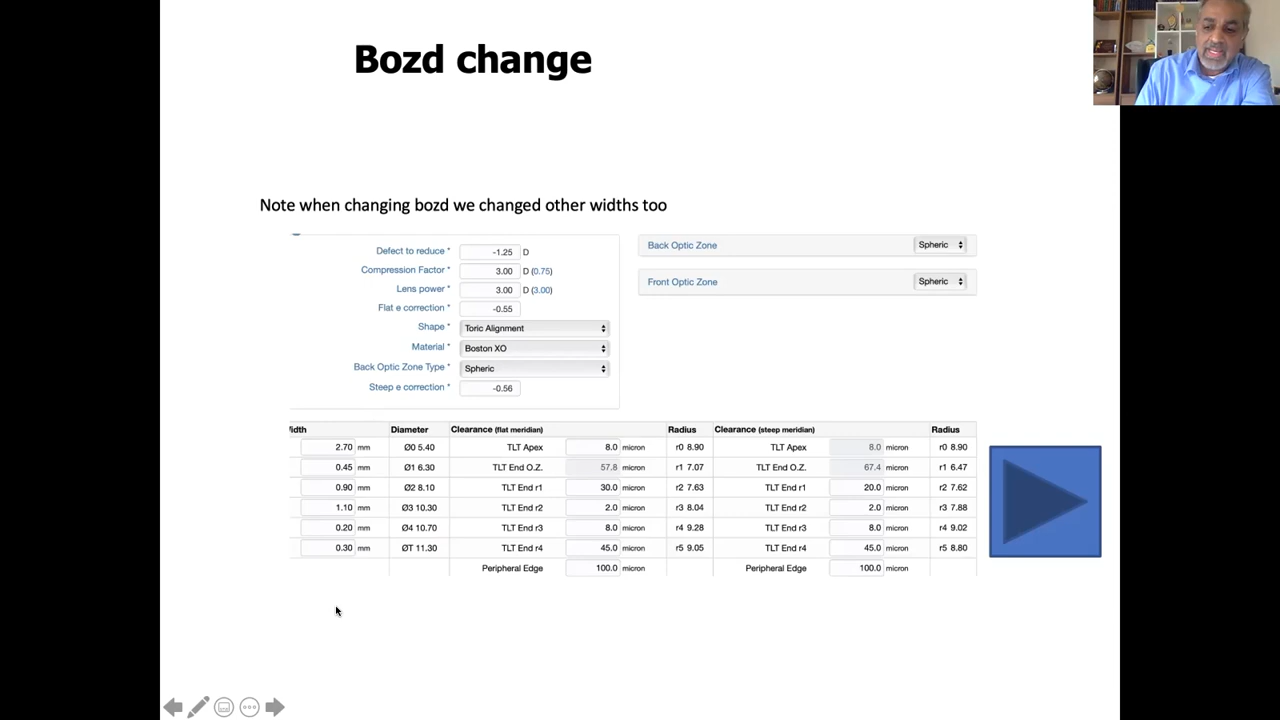 Bozd change
Note when changing bozd we changed other widths too
Defect to reduce * -1.25 D
Compression Factor * 3.00 D (0.75)
Lens power * 3.00 D (3.00)
Flat e correction * -0.55
Shape * Toric Alignment
Material * Boston XO
Back Optic Zone Type * Spheric
Steep e correction * -0.56
Back Optic Zone Spheric
Front Optic Zone Spheric
idth Diameter Clearance (flat meridian) Radius Clearance (steep meridian) Radius
2.70 mm Ø0 5.40 TLT Apex 8.0 micron r0 8.90 TLT Apex 8.0 micron r0 8.90
0.45 mm Ø1 6.30 TLT End O.Z. 57.8 micron r1 7.07 TLT End O.Z. 67.4 micron r1 6.47
0.90 mm Ø2 8.10 TLT End r1 30.0 micron r2 7.63 TLT End r1 20.0 micron r2 7.62
1.10 mm Ø3 10.30 TLT End r2 2.0 micron r3 8.04 TLT End r2 2.0 micron r3 7.88
0.20 mm Ø4 10.70 TLT End r3 8.0 micron r4 9.28 TLT End r3 8.0 micron r4 9.02
0.30 mm ØT 11.30 TLT End r4 45.0 micron r5 9.05 TLT End r4 45.0 micron r5 8.80
Peripheral Edge 100.0 micron Peripheral Edge 100.0 micron